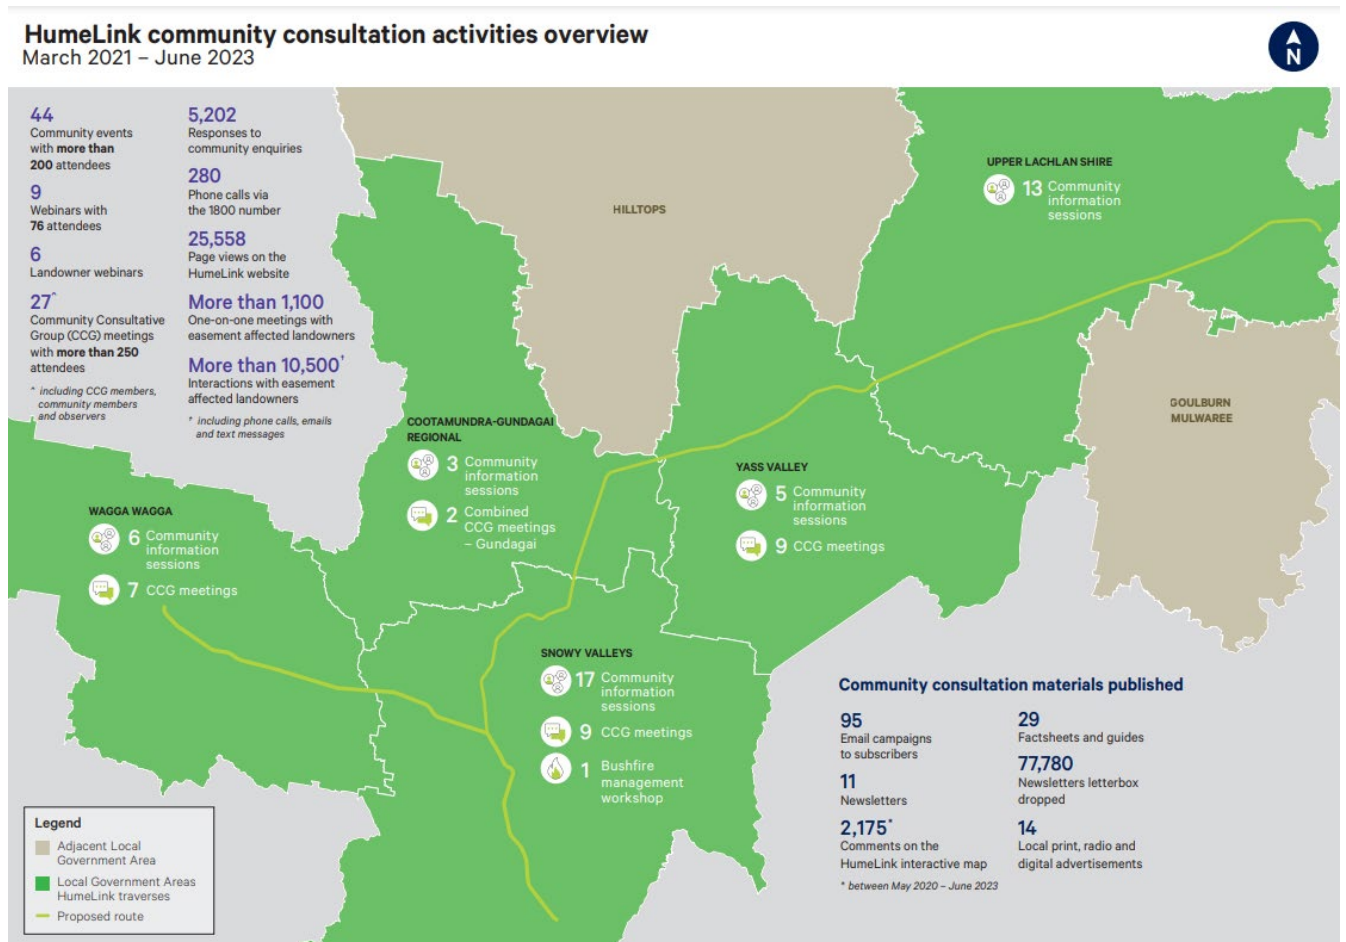 HumeLink community consultation activities overview
March 2021 – June 2023
N
44
Community events
with more than
200 attendees
9
Webinars with
76 attendees
6
Landowner webinars
27^
Community Consultative
Group (CCG) meetings
with more than 250
attendees
^ including CCG members,
community members
and observers
5,202
Responses to
community enquiries
280
Phone calls via
the 1800 number
25,558
Page views on the
HumeLink website
More than 1,100
One-on-one meetings with
easement affected landowners
More than 10,500†
Interactions with easement
affected landowners
† including phone calls, emails
and text messages
HILLTOPS
UPPER LACHLAN SHIRE
13 Community
information
sessions
GOULBURN
MULWAREE
COOTAMUNDRA-GUNDAGAI
REGIONAL
3 Community
information
sessions
2 Combined
CCG meetings
– Gundagai
YASS VALLEY
5 Community
information
sessions
9 CCG meetings
WAGGA WAGGA
6 Community
information
sessions
7 CCG meetings
SNOWY VALLEYS
17 Community
information
sessions
9 CCG meetings
1 Bushfire
management
workshop
Community consultation materials published
95
Email campaigns
to subscribers
11
Newsletters
2,175*
Comments on the
HumeLink interactive map
* between May 2020 – June 2023
29
Factsheets and guides
77,780
Newsletters letterbox
dropped
14
Local print, radio and
digital advertisements
Legend
Adjacent Local
Government Area
Local Government Areas
HumeLink traverses
Proposed route